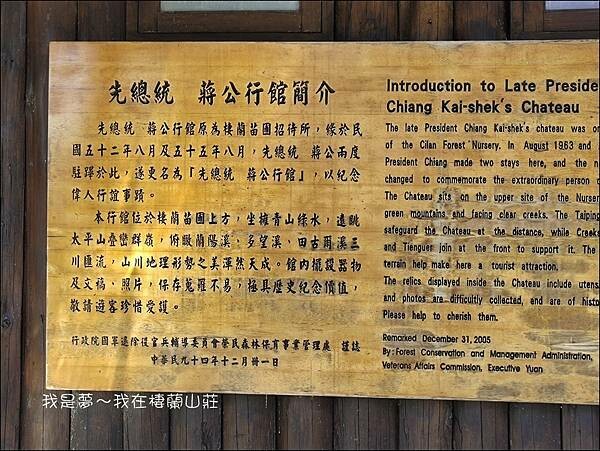 先總統　蔣公行館簡介
先總統　蔣公行館原為棲蘭苗圃招待所，緣於民
國五十二年八月及五十五年八月，先總統　蔣公兩度
駐蹕於此，遂更名為「先總統　蔣公行館」，以紀念
偉人行誼事蹟。
本行館位於棲蘭苗圃上方，坐擁青山綠水，遠眺
太平山疊巒群嶺，俯瞰蘭陽溪、多望溪、田古爾溪三
川匯流，山川地理形勢之美渾然天成。館內擺設器物
及文稿、照片，保存蒐羅不易，極具歷史紀念價值，
敬請遊客珍惜愛護。
行政院國軍退除役官兵輔導委員會榮民森林保育事業管理處　謹誌
中華民國九十四年十二月卅一日
Introduction to Late Preside
Chiang Kai-shek's Chateau
The late President Chiang Kai-shek's chateau was or
of the Cilan Forest Nursery. In August 1963 and
President Chiang made two stays here, and the n
changed to commemorate the extraordinary person
The Chateau sits on the upper site of the Nurser
green mountains and facing clear creeks. The Taiping
safeguard the Chateau at the distance, while Creeks
and Tienguer join at the front to support it. The
terrain help make here a tourist attraction.
The relics displayed inside the Chateau include utens
and photos are difficultly collected, and are of histo
Please help to cherish them.
Remarked December 31, 2005
By: Forest Conservation and Management Administration,
Veterans Affairs Commission, Executive Yuan
我是夢～我在棲蘭山莊